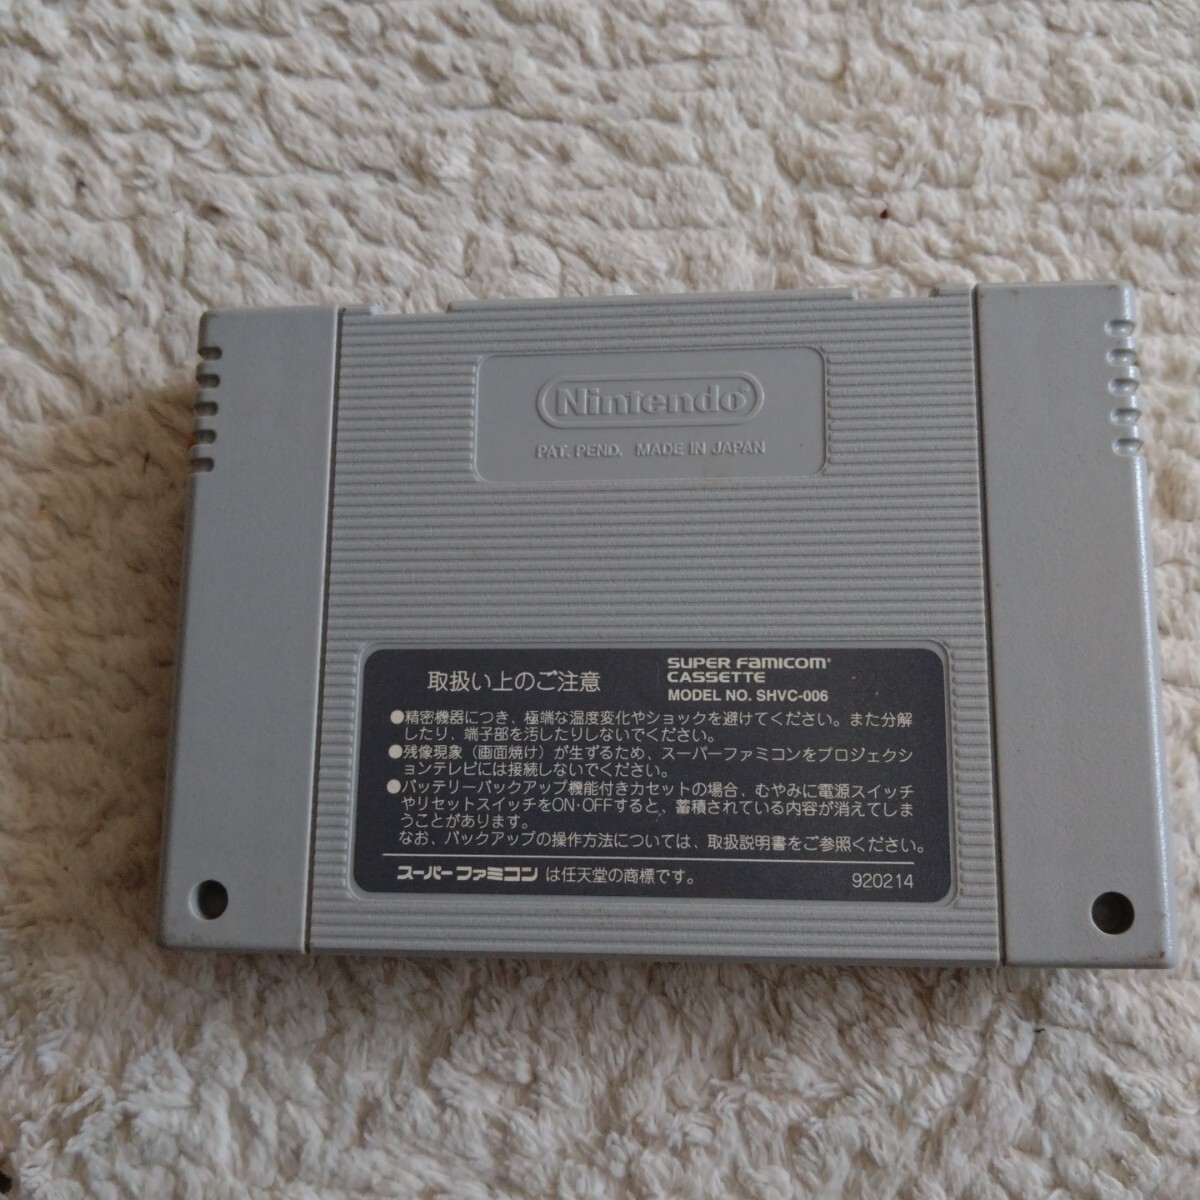 Nintendo®
PAT. PEND. MADE IN JAPAN
取扱い上のご注意
SUPER FAMICOM®
CASSETTE
MODEL NO. SHVC-006
●精密機器につき、極端な温度変化やショックを避けてください。また分解
したり、端子部を汚したりしないでください。
●残像現象（画面焼け）が生ずるため、スーパーファミコンをプロジェクシ
ョンテレビには接続しないでください。
●バッテリーバックアップ機能付きカセットの場合、むやみに電源スイッチ
やリセットスイッチをON・OFFすると、蓄積されている内容が消えてしま
うことがあります。
なお、バックアップの操作方法については、取扱説明書をご参照ください。
スーパーファミコン は任天堂の商標です。
920214